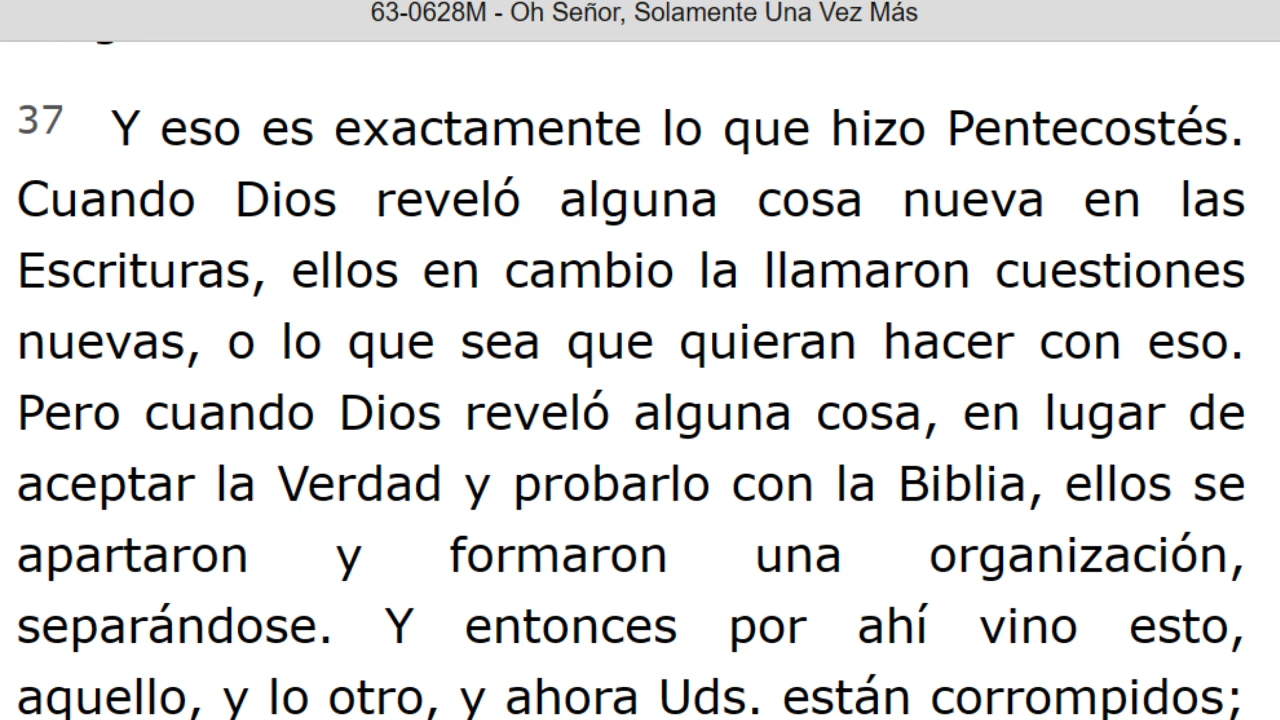 63-0628M - Oh Señor, Solamente Una Vez Más
37 Y eso es exactamente lo que hizo Pentecostés.
Cuando Dios reveló alguna cosa nueva en las
Escrituras, ellos en cambio la llamaron cuestiones
nuevas, o lo que sea que quieran hacer con eso.
Pero cuando Dios reveló alguna cosa, en lugar de
aceptar la Verdad y probarlo con la Biblia, ellos se
apartaron y formaron una organización,
separándose. Y entonces por ahí vino esto,
aquello, y lo otro, y ahora Uds. están corrompidos;